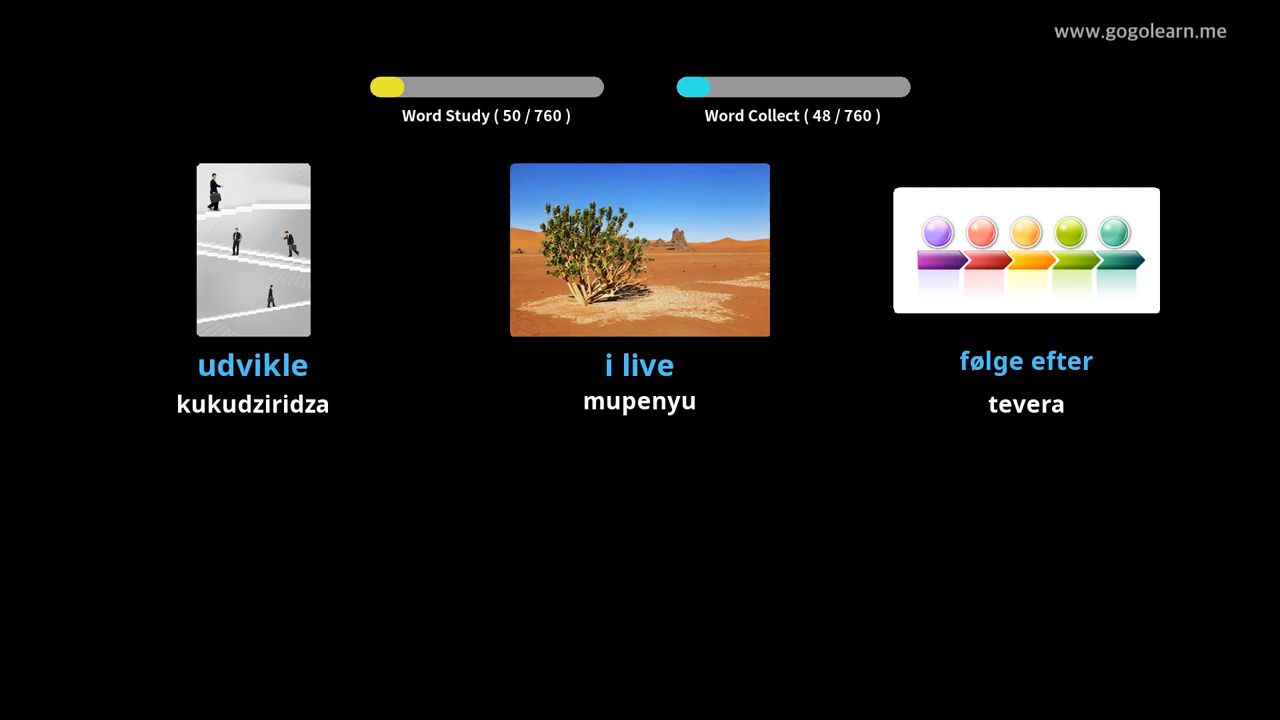 www.gogolearn.me
Word Study ( 50 / 760 )
Word Collect ( 48 / 760 )
udvikle
kukudziridza
i live
mupenyu
følge efter
tevera